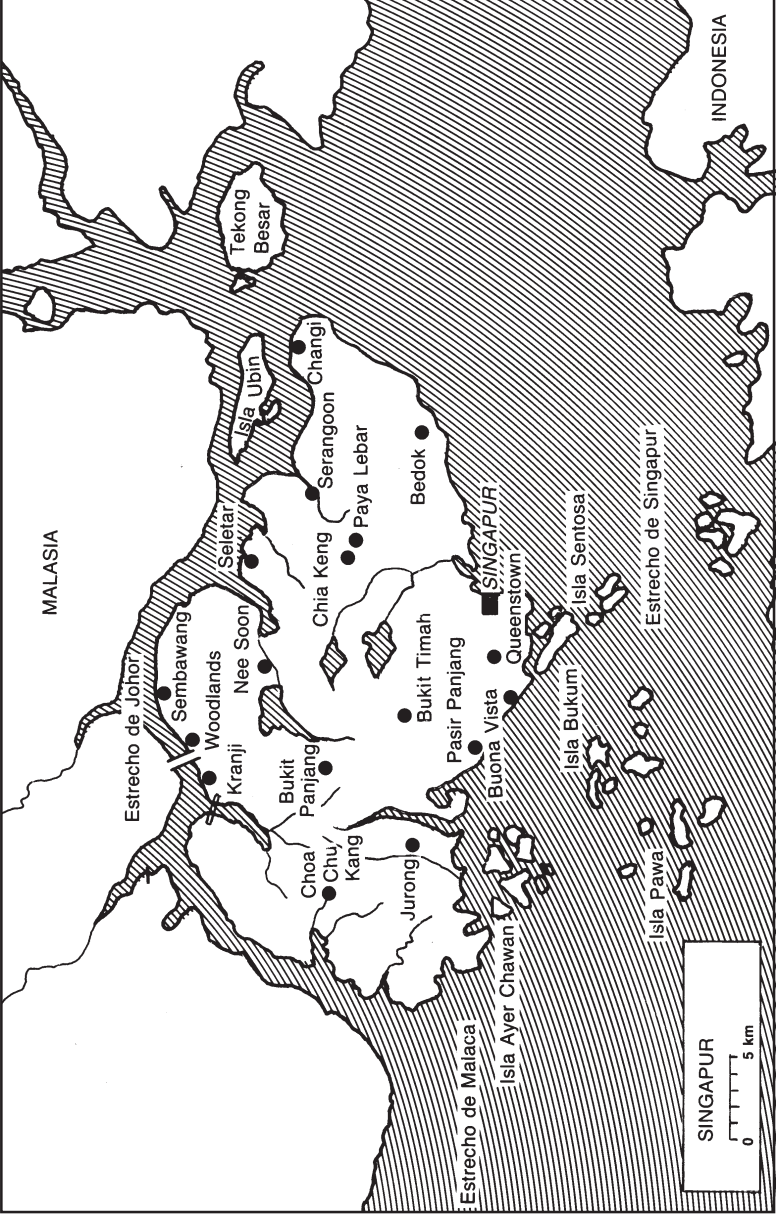 MALASIA
INDONESIA
Estrecho de Johor
Sembawang
Woodlands
Kranji
Nee Soon
Seletar
Isla Ubin
Tekong
Besar
Changi
Serangoon
Paya Lebar
Chia Keng
Bedok
Bukit
Panjang
Choa
Chu
Kang
Bukit Timah
Jurong
Pasir Panjang
Buona Vista
Queenstown
SINGAPUR
Isla Sentosa
Isla Bukum
Isla Ayer Chawan
Isla Pawa
Estrecho de Singapur
Estrecho de Malaca
SINGAPUR
0 5 km